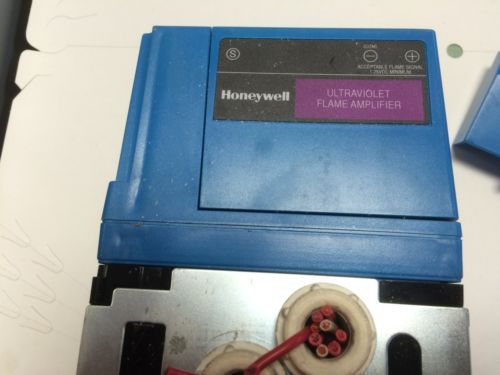 S
ACCEPTABLE FLAME SIGNAL
1.25VDC MINIMUM
Honeywell
ULTRAVIOLET
FLAME AMPLIFIER